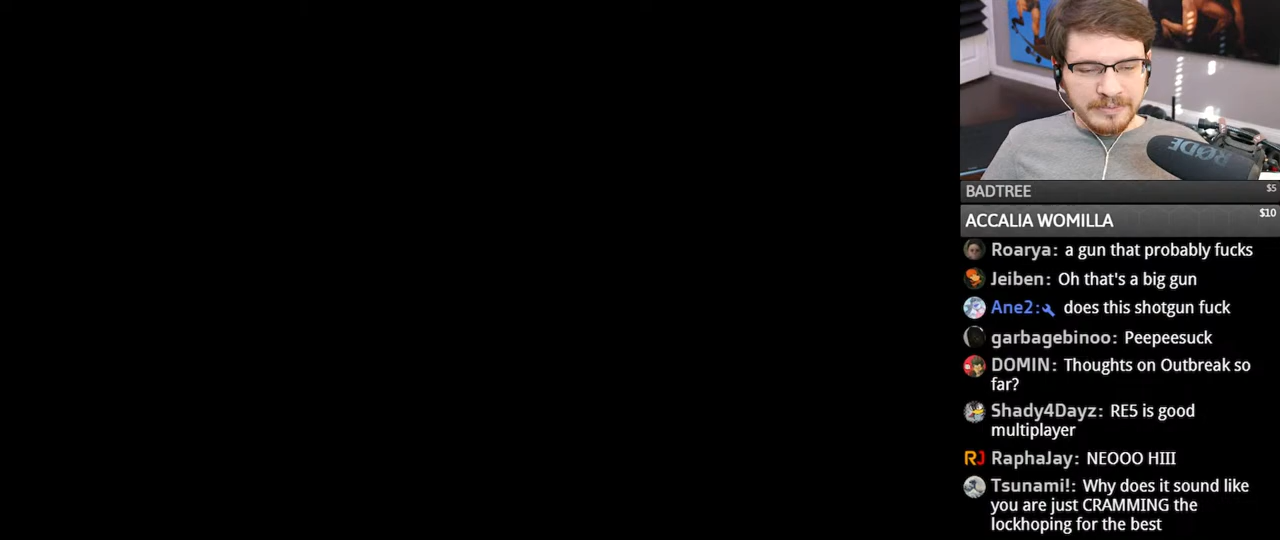 RØDE
BADTREE $5
ACCALIA WOMILLA $10
Roarya: a gun that probably fucks
Jeiben: Oh that's a big gun
Ane2: does this shotgun fuck
garbagebinoo: Peepeesuck
DOMIN: Thoughts on Outbreak so
far?
Shady4Dayz: RE5 is good
multiplayer
RJ RaphaJay: NEOOO HIII
Tsunami!: Why does it sound like
you are just CRAMMING the
lockhoping for the best